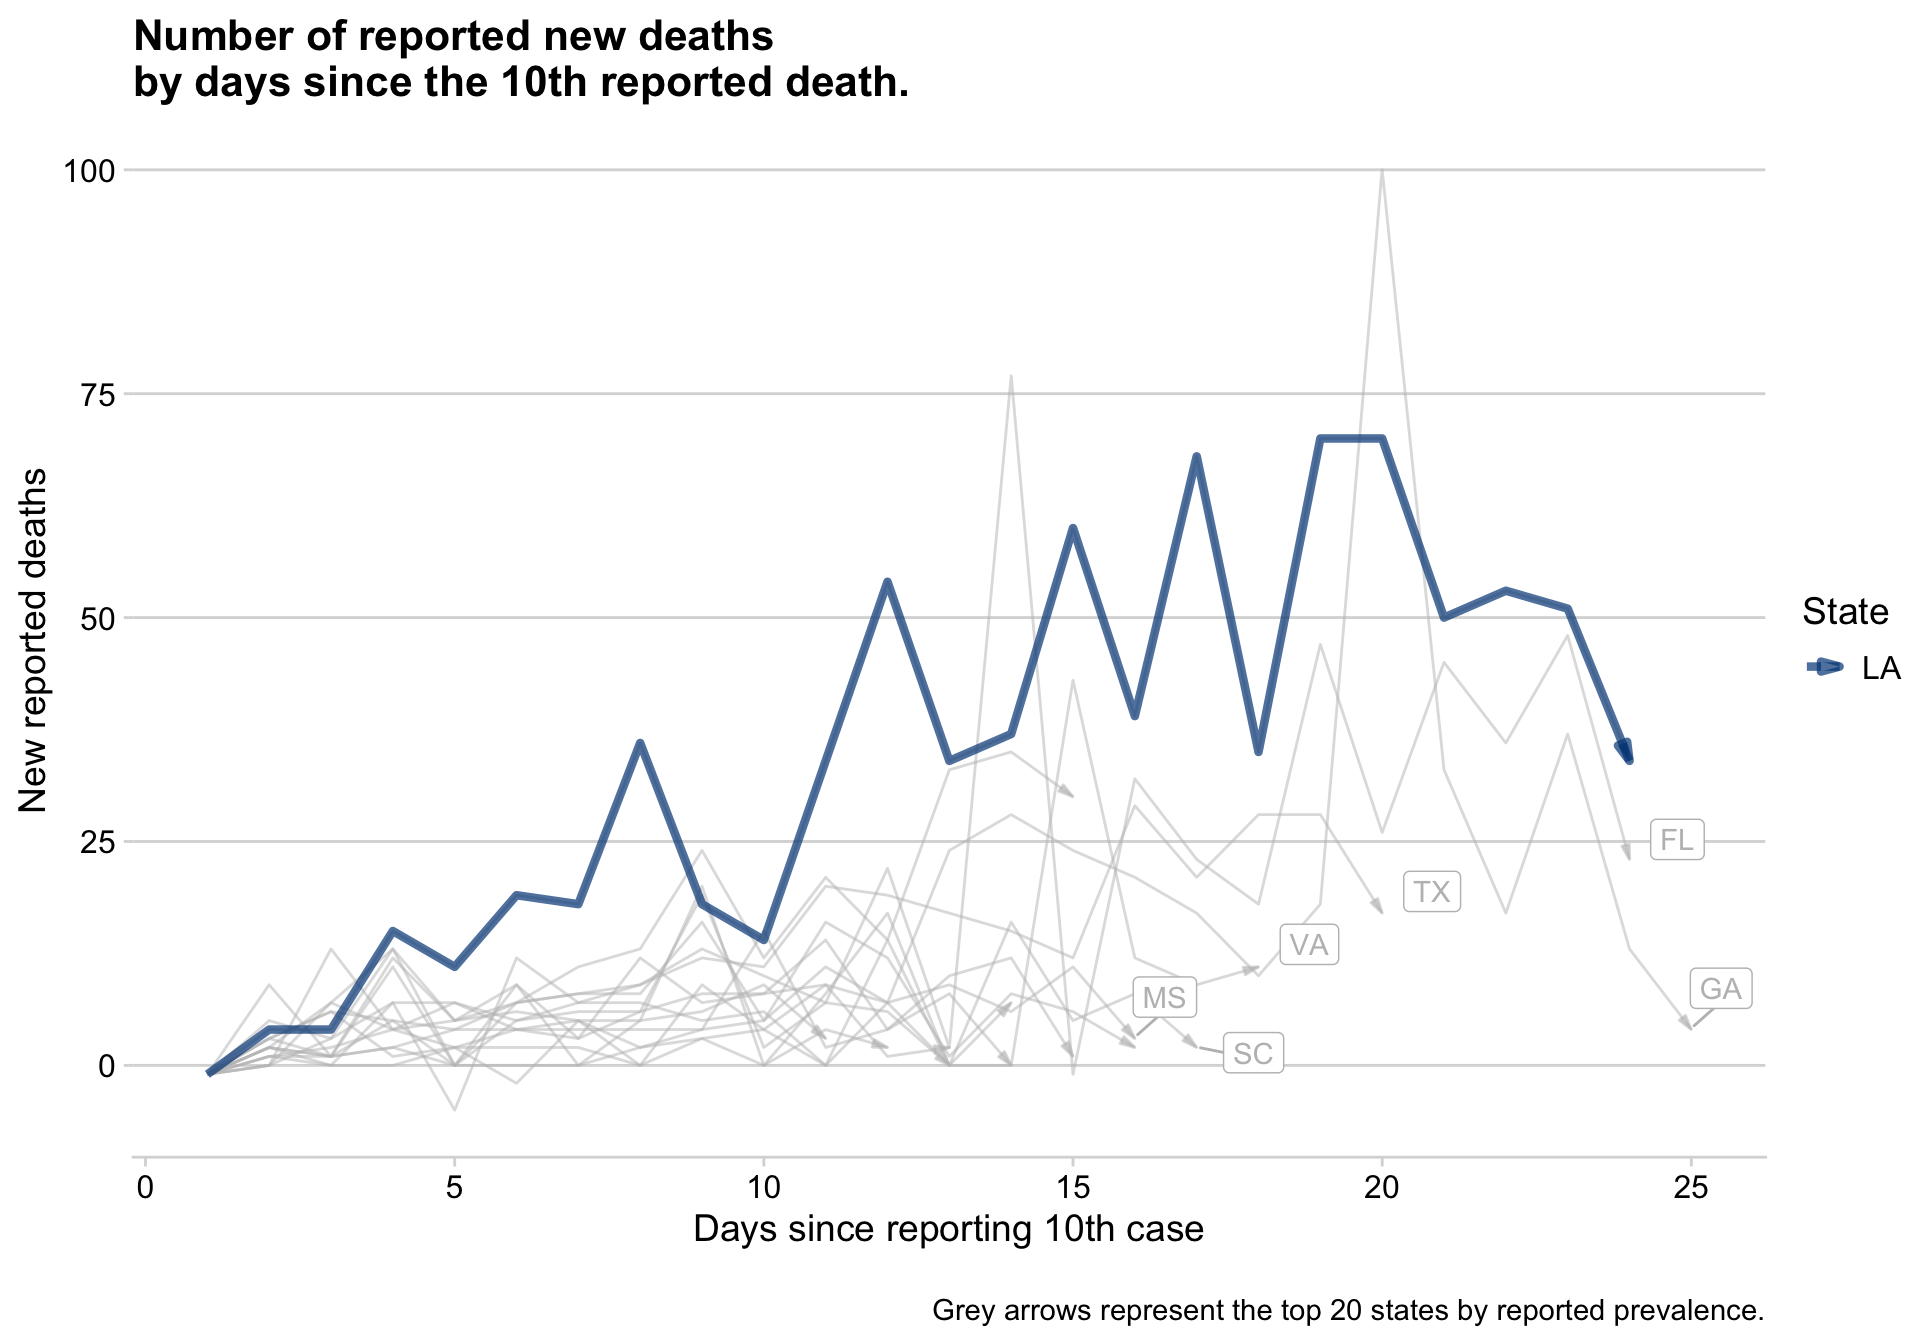 Number of reported new deaths
by days since the 10th reported death.
100
75
50
25
0
New reported deaths
FL
TX
VA
GA
MS
SC
State
LA
0 5 10 15 20 25
Days since reporting 10th case
Grey arrows represent the top 20 states by reported prevalence.